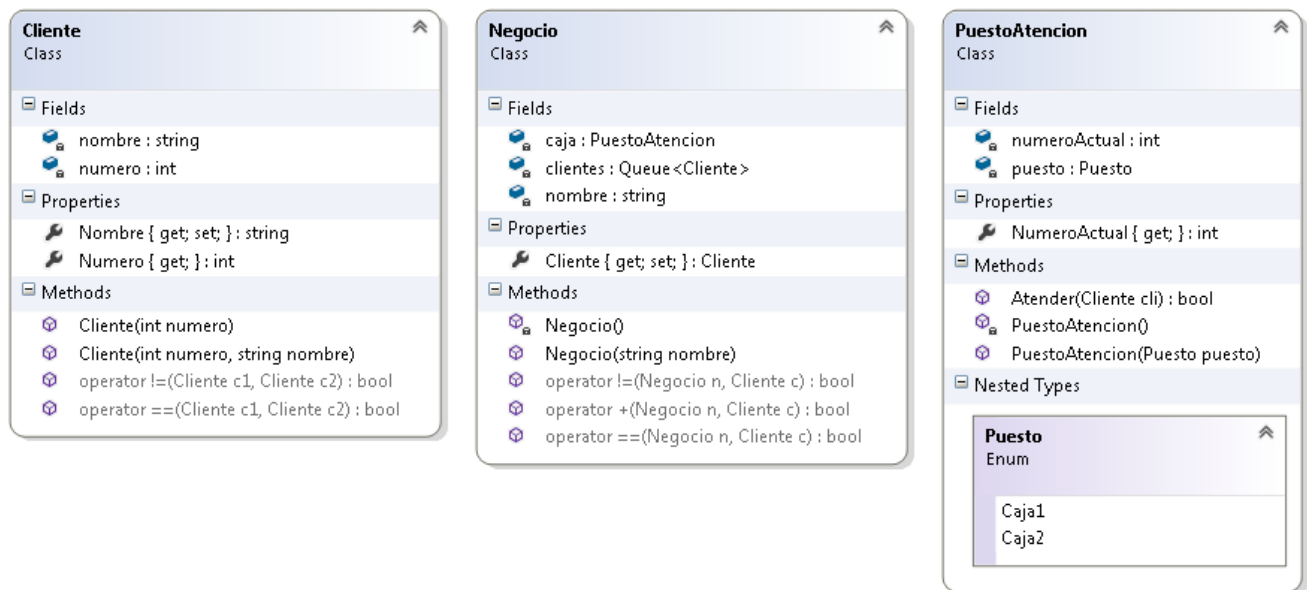 Cliente
Class
Fields
nombre : string
numero : int
Properties
Nombre { get; set; } : string
Numero { get; } : int
Methods
Cliente(int numero)
Cliente(int numero, string nombre)
operator !=(Cliente c1, Cliente c2) : bool
operator ==(Cliente c1, Cliente c2) : bool
Negocio
Class
Fields
caja : PuestoAtencion
clientes : Queue<Cliente>
nombre : string
Properties
Cliente { get; set; } : Cliente
Methods
Negocio()
Negocio(string nombre)
operator !=(Negocio n, Cliente c) : bool
operator +(Negocio n, Cliente c) : bool
operator ==(Negocio n, Cliente c) : bool
PuestoAtencion
Class
Fields
numeroActual : int
puesto : Puesto
Properties
NumeroActual { get; } : int
Methods
Atender(Cliente cli) : bool
PuestoAtencion()
PuestoAtencion(Puesto puesto)
Nested Types
Puesto
Enum
Caja1
Caja2